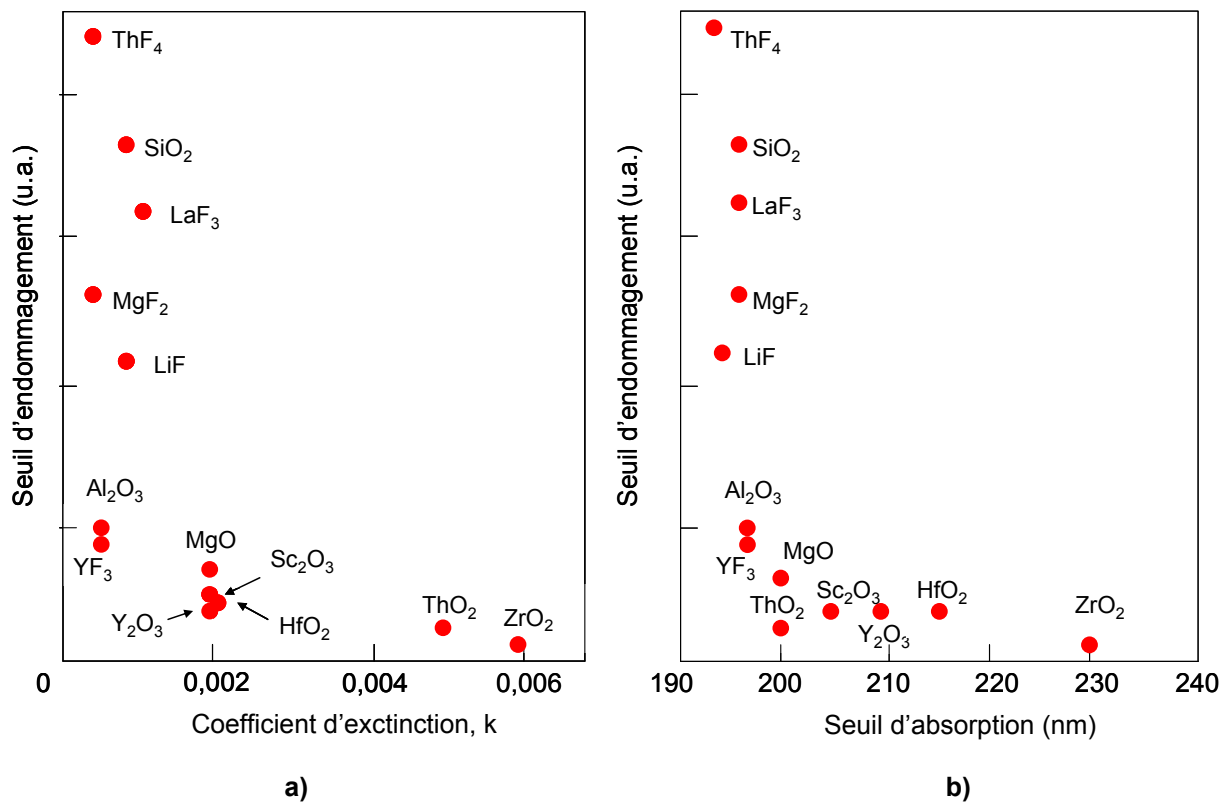 Seuil d’endommagement (u.a.)
ThF₄
SiO₂
LaF₃
MgF₂
LiF
Al₂O₃
YF₃
MgO
Sc₂O₃
Y₂O₃
HfO₂
ThO₂
ZrO₂
0 0,002 0,004 0,006
Coefficient d’exctinction, k
a)
Seuil d’endommagement (u.a.)
ThF₄
SiO₂
LaF₃
MgF₂
LiF
Al₂O₃
YF₃
MgO
ThO₂
Sc₂O₃
Y₂O₃
HfO₂
ZrO₂
190 200 210 220 230 240
Seuil d’absorption (nm)
b)